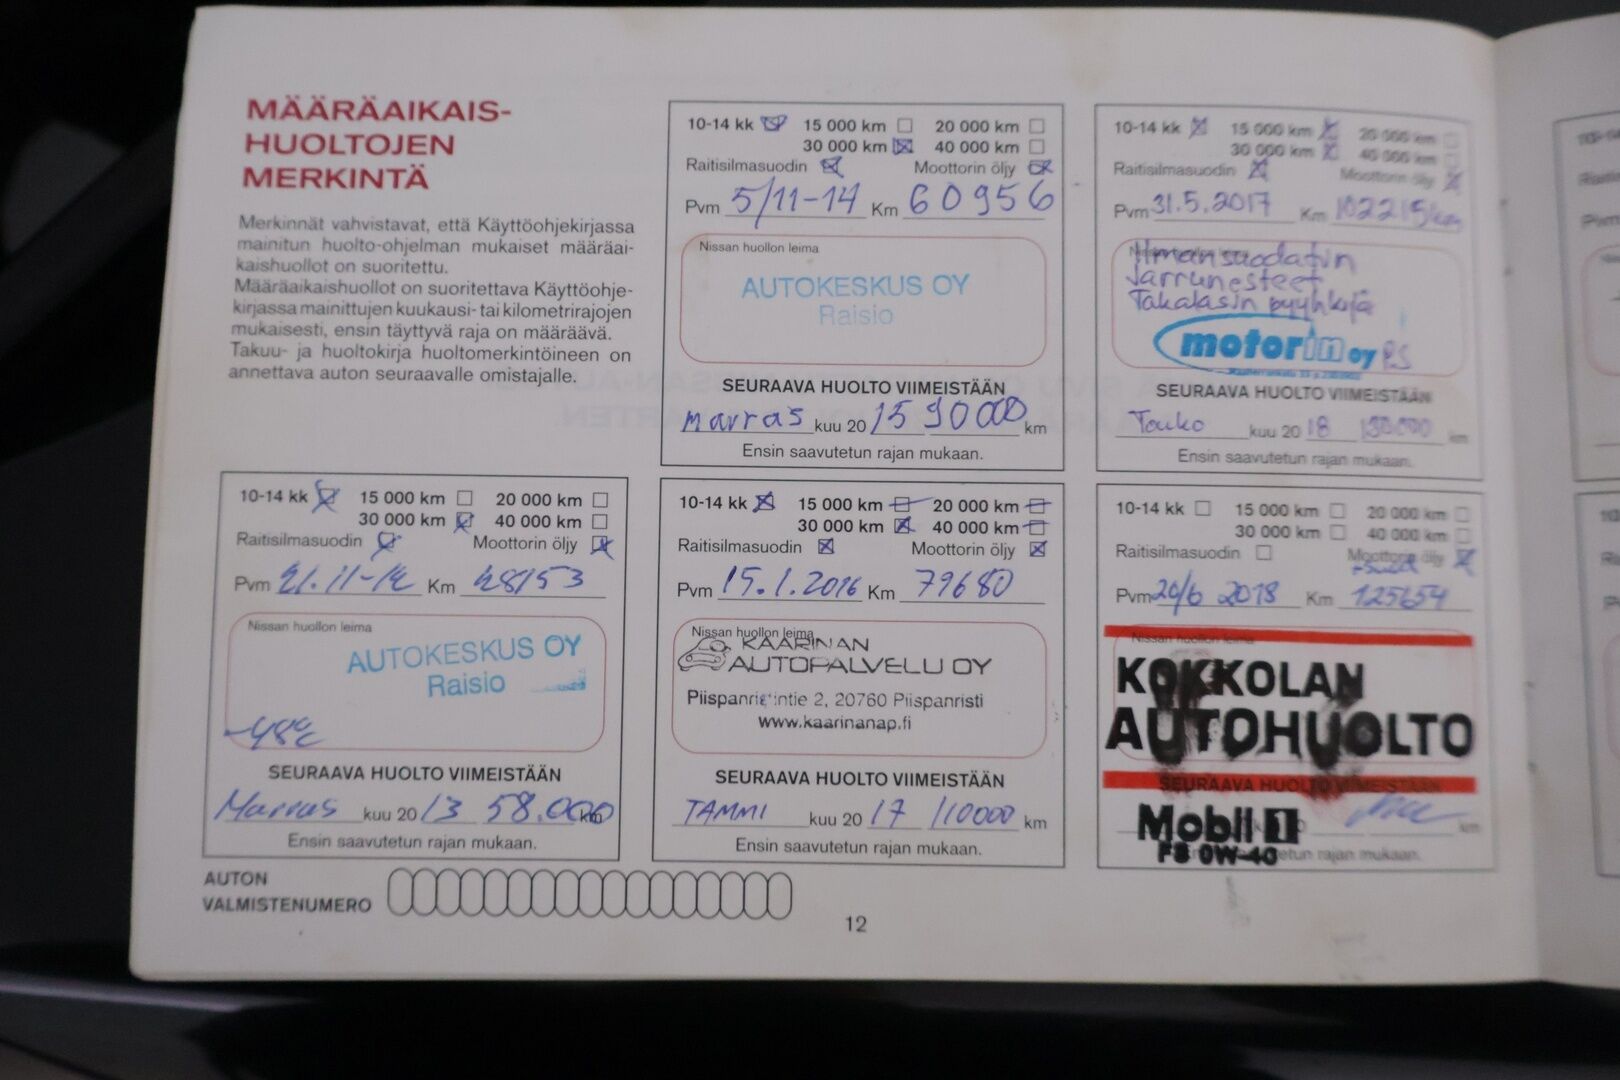 MÄÄRÄAIKAIS-
HUOLTOJEN
MERKINTÄ
Merkinnät vahvistavat, että Käyttöohjekirjassa
mainitun huolto-ohjelman mukaiset määräai-
kaishuollot on suoritettu.
Määräaikaishuollot on suoritettava Käyttöohje-
kirjassa mainittujen kuukausi- tai kilometrirajojen
mukaisesti, ensin täyttyvä raja on määräävä.
Takuu- ja huoltokirja huoltomerkintöineen on
annettava auton seuraavalle omistajalle.
10-14 kk 15 000 km 20 000 km
30 000 km 40 000 km
Raitisilmasuodin Moottorin öljy
Pvm 21.11-12 Km 28153
Nissan huollon leima
AUTOKESKUS OY
Raisio
SEURAAVA HUOLTO VIIMEISTÄÄN
Marras kuu 20 13 58.000 km
Ensin saavutetun rajan mukaan.
10-14 kk 15 000 km 20 000 km
30 000 km 40 000 km
Raitisilmasuodin Moottorin öljy
Pvm 5/11-14 Km 60956
Nissan huollon leima
AUTOKESKUS OY
Raisio
SEURAAVA HUOLTO VIIMEISTÄÄN
Marras kuu 20 15 90000 km
Ensin saavutetun rajan mukaan.
10-14 kk 15 000 km 20 000 km
30 000 km 40 000 km
Raitisilmasuodin Moottorin öljy
Pvm 15.1.2016 Km 79680
Nissan huollon leima
KAARINAN
AUTOPALVELU OY
Piispanristintie 2, 20760 Piispanristi
www.kaarinanap.fi
SEURAAVA HUOLTO VIIMEISTÄÄN
TAMMI kuu 20 17 110000 km
Ensin saavutetun rajan mukaan.
10-14 kk 15 000 km 20 000 km
30 000 km 40 000 km
Raitisilmasuodin Moottorin öljy
Pvm 31.5.2017 Km 102215km
Nissan huollon leima
Ilmansuodatin
Jarrunesteet
Takalasin pyyhkijä
motorin oy
SEURAAVA HUOLTO VIIMEISTÄÄN
Touko kuu 20 18 130000 km
Ensin saavutetun rajan mukaan.
10-14 kk 15 000 km 20 000 km
30 000 km 40 000 km
Raitisilmasuodin Moottorin öljy
Pvm 20/6 2018 Km 125654
Nissan huollon leima
KOKKOLAN
AUTOHUOLTO
SEURAAVA HUOLTO VIIMEISTÄÄN
Mobil 1 km
FS 0W-40 etun rajan mukaan.
AUTON
VALMISTENUMERO
12